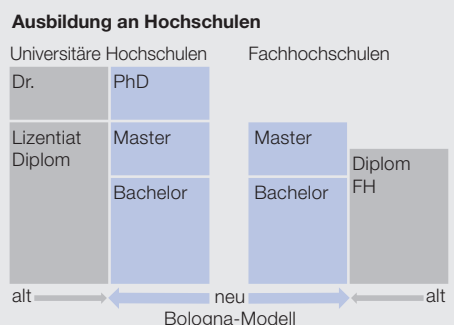 Ausbildung an Hochschulen
Universitäre Hochschulen Fachhochschulen
Dr. PhD
Lizentiat Master Master
Diplom Diplom
FH
Bachelor Bachelor
alt neu alt
Bologna-Modell